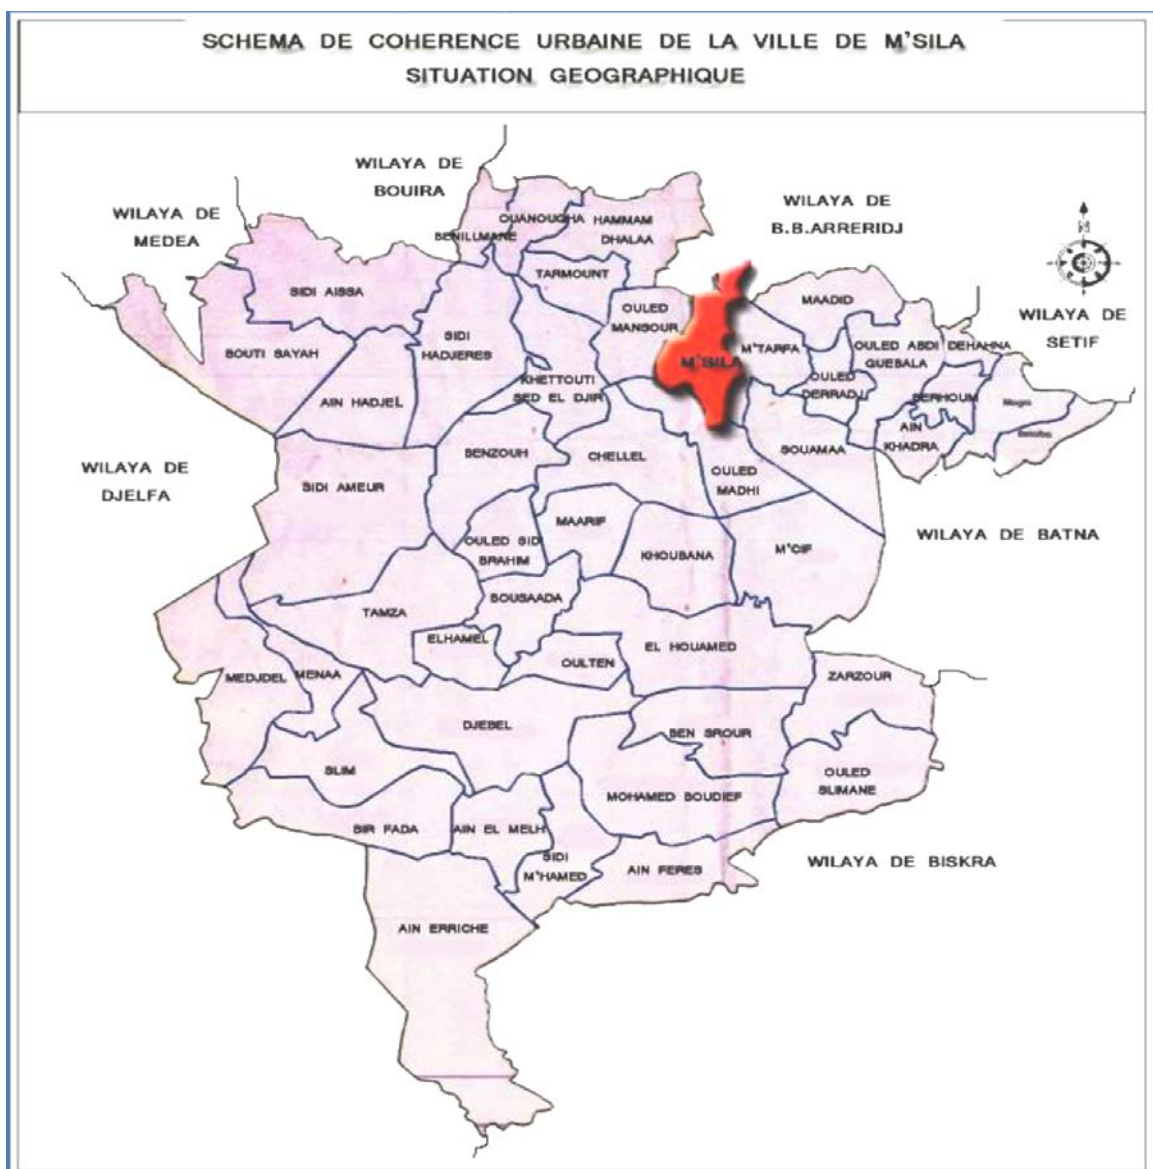 SCHEMA DE COHERENCE URBAINE DE LA VILLE DE M'SILA
SITUATION GEOGRAPHIQUE
WILAYA DE
BOUIRA
WILAYA DE
MEDEA
WILAYA DE
B.B.ARRERIDJ
N
WILAYA DE
SETIF
WILAYA DE
DJELFA
WILAYA DE BATNA
WILAYA DE BISKRA
OUANOUGHA
HAMMAM
DHALAA
BENILLMANE
TARMOUNT
SIDI AISSA
OULED
MANSOUR
MAADID
SIDI
HADJERES
BOUTI SAYAH
M'SILA
M'TARFA
OULED ABDI
GUEBALA
DEHAHNA
KHETTOUTI
SED EL DJIR
OULED
DERRADJ
BERHOUM
Magra
AIN HADJEL
AIN
KHADRA
BENZOUH
CHELLEL
SOUAMAA
OULED
MADHI
SIDI AMEUR
MAARIF
OULED SID
BRAHIM
KHOUBANA
M'CIF
BOUSAADA
TAMZA
ELHAMEL
OULTEN
EL HOUAMED
MEDJDEL
MENAA
ZARZOUR
DJEBEL
BEN SROUR
SLIM
OULED
SLIMANE
MOHAMED BOUDIEF
BIR FADA
AIN EL MELH
SIDI
M'HAMED
AIN FERES
AIN ERRICHE